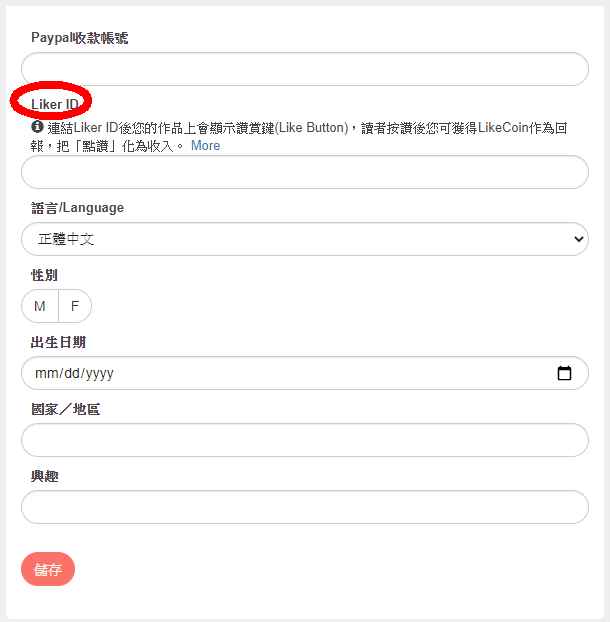 Paypal收款帳號
Liker ID
連結Liker ID後您的作品上會顯示讚賞鍵(Like Button)，讀者按讚後您可獲得LikeCoin作為回
報，把「點讚」化為收入。 More
語言/Language
正體中文
性別
M F
出生日期
mm/dd/yyyy
國家／地區
興趣
儲存